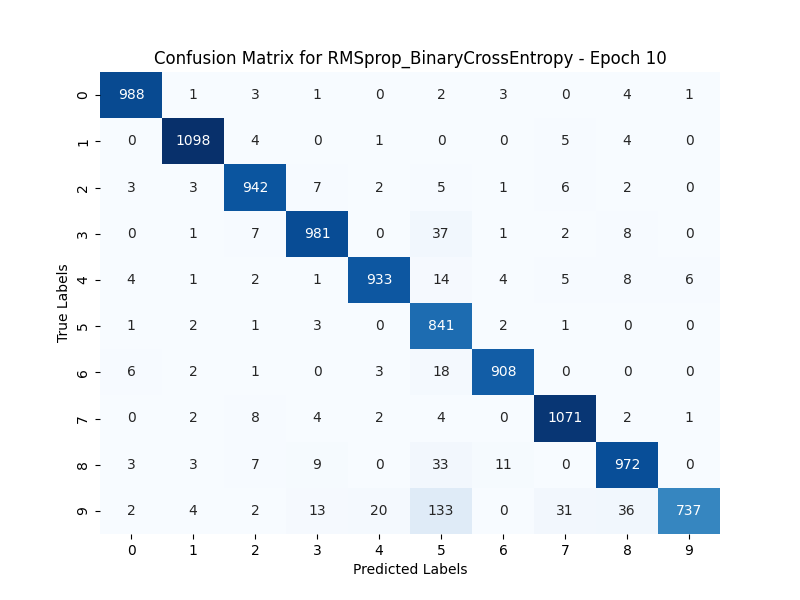 Confusion Matrix for RMSprop_BinaryCrossEntropy - Epoch 10
0 988 1 3 1 0 2 3 0 4 1
1 0 1098 4 0 1 0 0 5 4 0
2 3 3 942 7 2 5 1 6 2 0
3 0 1 7 981 0 37 1 2 8 0
4 4 1 2 1 933 14 4 5 8 6
5 1 2 1 3 0 841 2 1 0 0
6 6 2 1 0 3 18 908 0 0 0
7 0 2 8 4 2 4 0 1071 2 1
8 3 3 7 9 0 33 11 0 972 0
9 2 4 2 13 20 133 0 31 36 737
0 1 2 3 4 5 6 7 8 9
True Labels
Predicted Labels